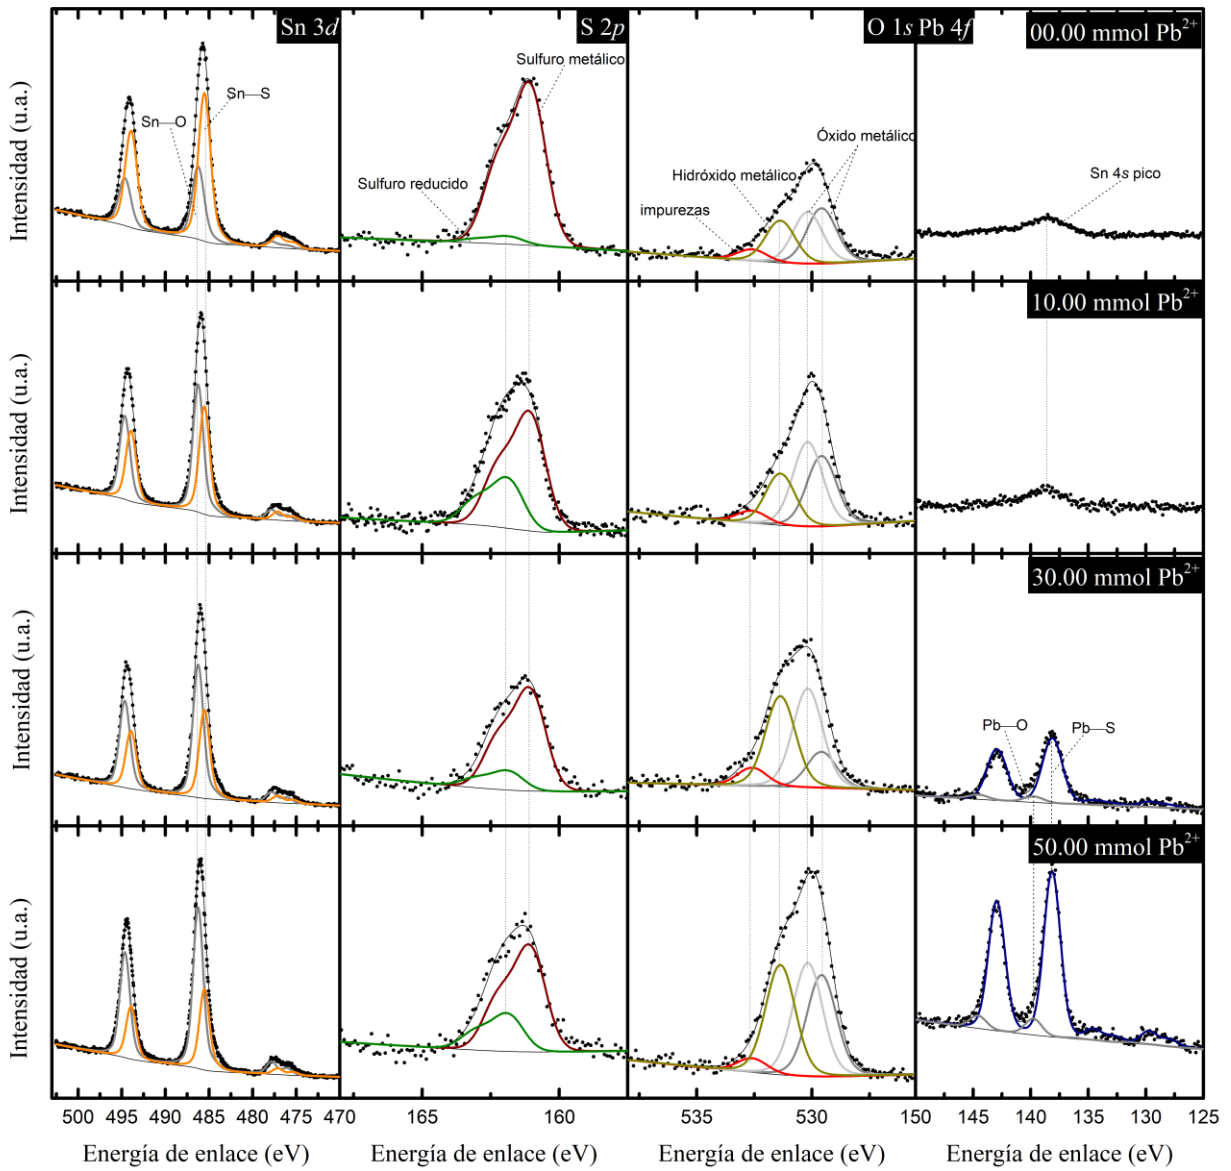 Sn 3d
S 2p
O 1s Pb 4f
00.00 mmol Pb²⁺
Intensidad (u.a.)
Sn—O
Sn—S
Sulfuro metálico
Sulfuro reducido
Óxido metálico
Hidróxido metálico
impurezas
Sn 4s pico
10.00 mmol Pb²⁺
Intensidad (u.a.)
30.00 mmol Pb²⁺
Intensidad (u.a.)
Pb—O
Pb—S
50.00 mmol Pb²⁺
Intensidad (u.a.)
500 495 490 485 480 475 470 165 160 535 530 150 145 140 135 130 125
Energía de enlace (eV) Energía de enlace (eV) Energía de enlace (eV) Energía de enlace (eV)